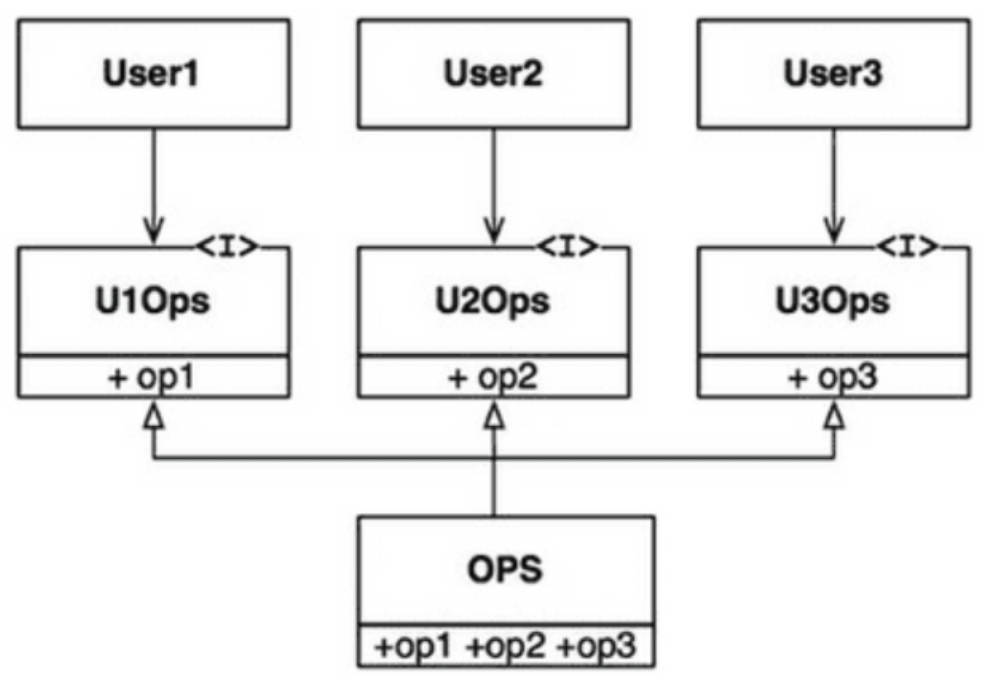 User1 User2 User3
<I> <I> <I>
U1Ops U2Ops U3Ops
+ op1 + op2 + op3
OPS
+op1 +op2 +op3